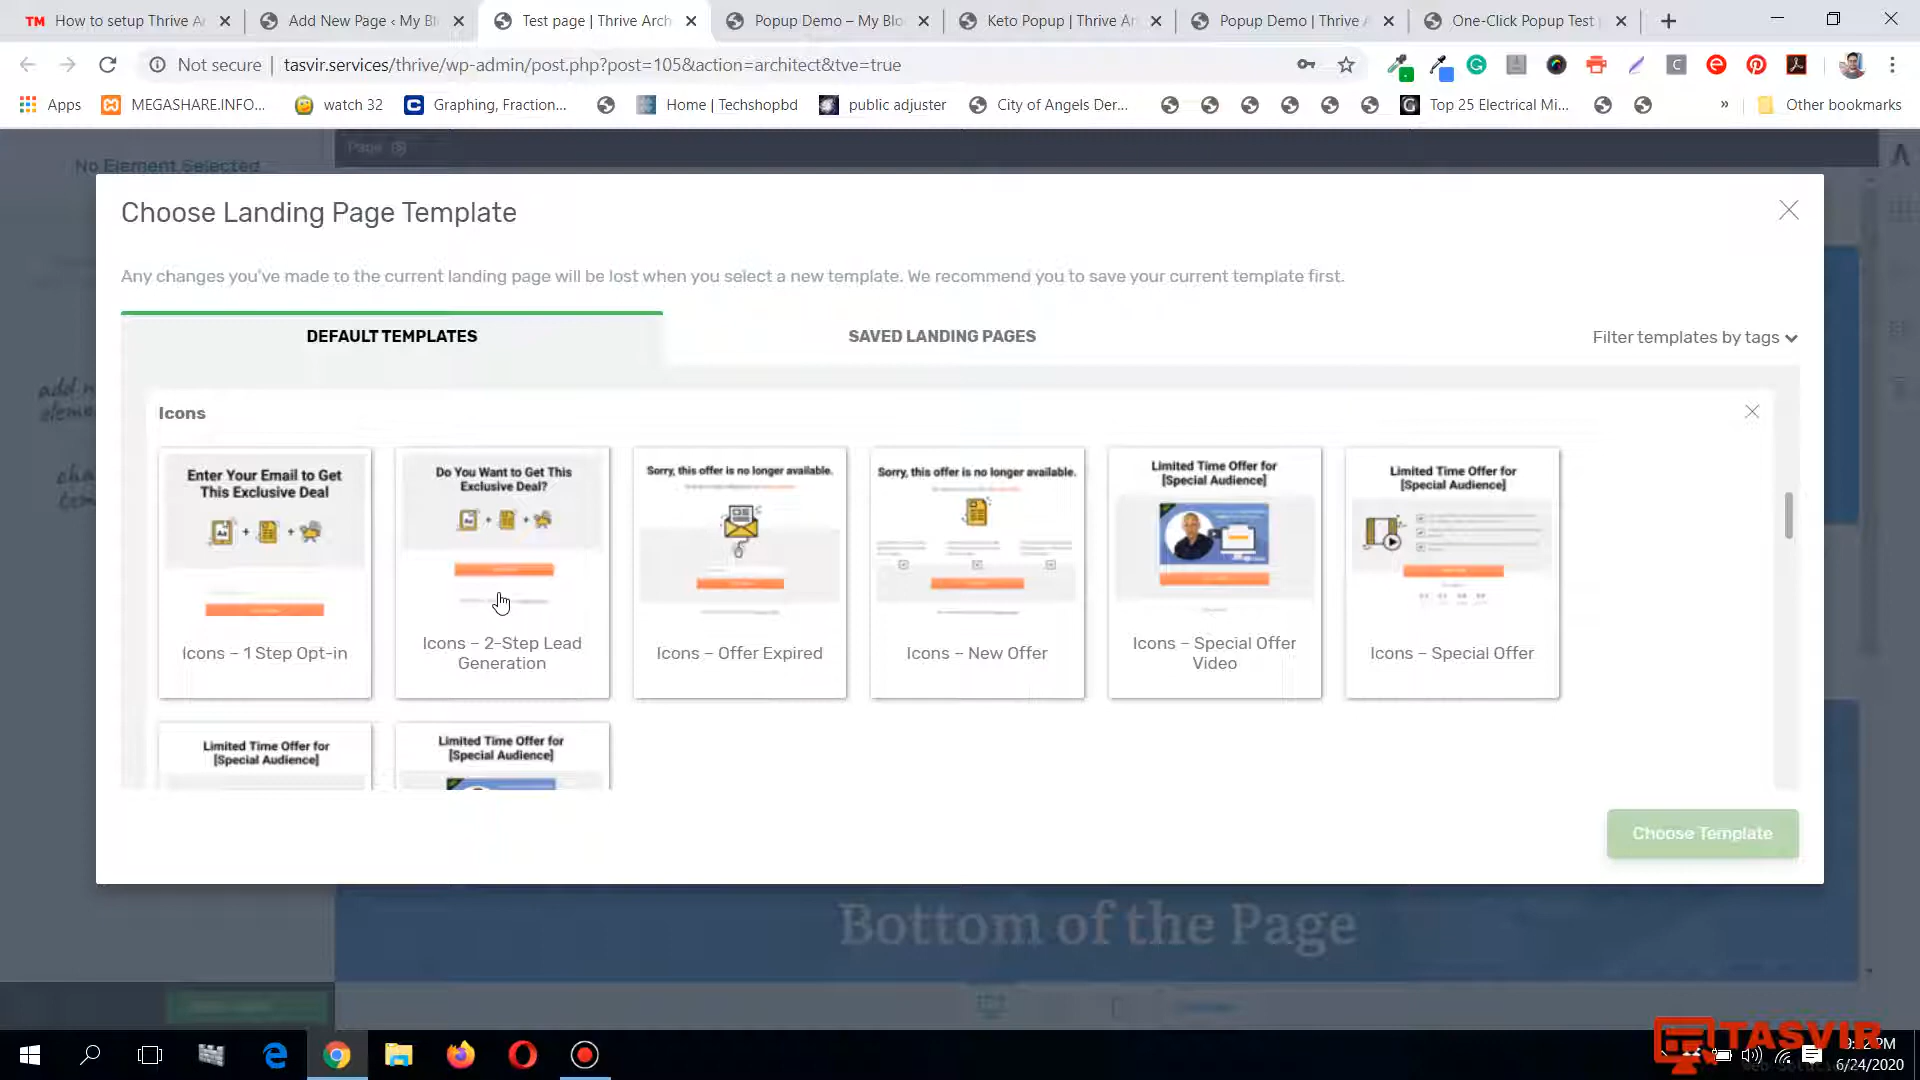 How to setup Thrive Ar
Add New Page ‹ My Bl
Test page | Thrive Arch
Popup Demo – My Blo
Keto Popup | Thrive Ar
Popup Demo | Thrive A
One-Click Popup Test
Not secure
tasvir.services/thrive/wp-admin/post.php?post=105&action=architect&tve=true
Apps
MEGASHARE.INFO...
watch 32
Graphing, Fraction...
Home | Techshopbd
public adjuster
City of Angels Der...
Top 25 Electrical Mi...
»
Other bookmarks
No Element Selected
Page
Choose Landing Page Template
Any changes you've made to the current landing page will be lost when you select a new template. We recommend you to save your current template first.
DEFAULT TEMPLATES
SAVED LANDING PAGES
Filter templates by tags
Icons
Enter Your Email to Get
This Exclusive Deal
Icons – 1 Step Opt-in
Do You Want to Get This
Exclusive Deal?
Icons – 2-Step Lead
Generation
Sorry, this offer is no longer available.
Icons – Offer Expired
Sorry, this offer is no longer available.
Icons – New Offer
Limited Time Offer for
[Special Audience]
Icons – Special Offer
Video
Limited Time Offer for
[Special Audience]
Icons – Special Offer
Limited Time Offer for
[Special Audience]
Limited Time Offer for
[Special Audience]
Choose Template
Bottom of the Page
TASVIR
PM
6/24/2020